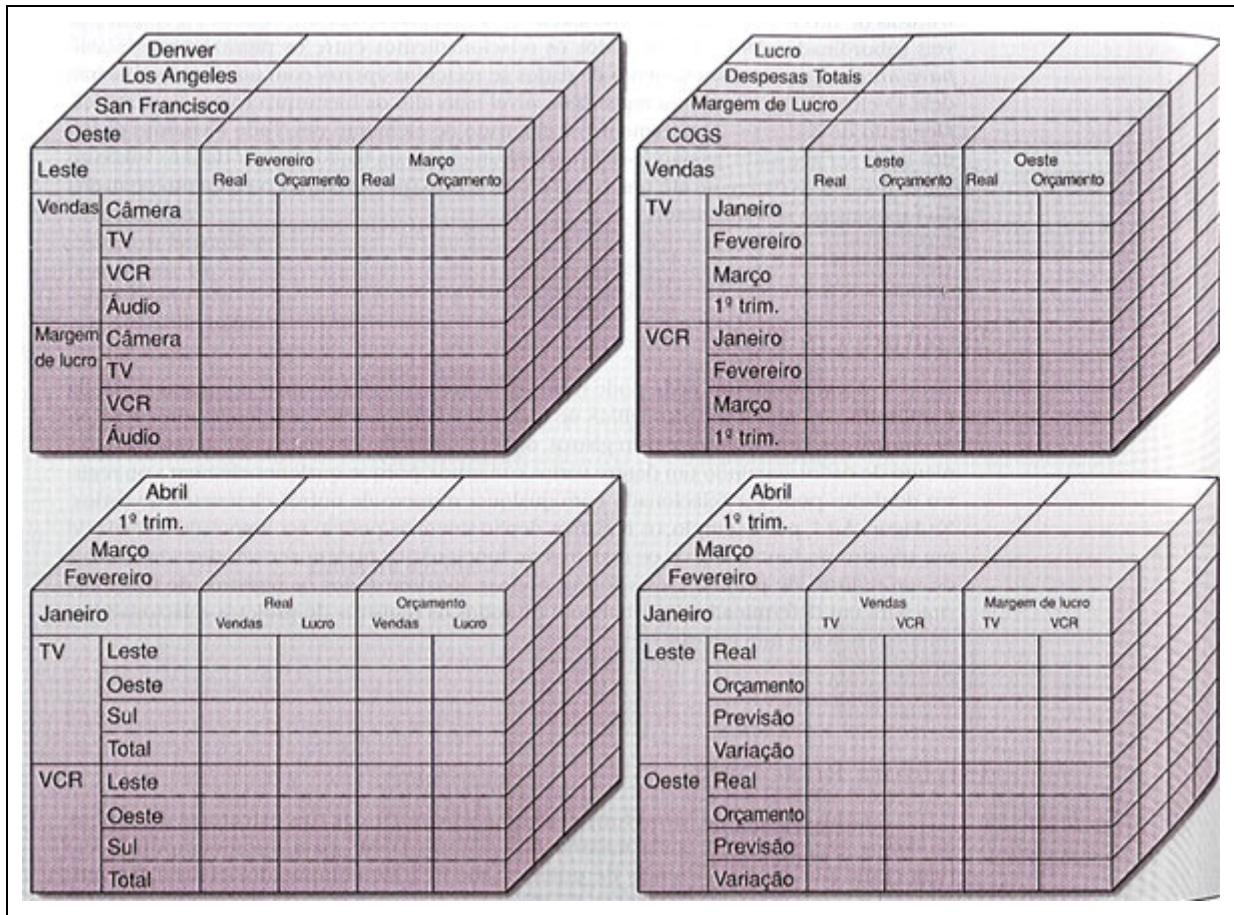 Denver
Los Angeles
San Francisco
Oeste
Leste
Fevereiro Março
Real Orçamento Real Orçamento
Vendas Câmera
TV
VCR
Áudio
Margem de lucro Câmera
TV
VCR
Áudio
Lucro
Despesas Totais
Margem de Lucro
COGS
Vendas
Leste Oeste
Real Orçamento Real Orçamento
TV Janeiro
Fevereiro
Março
1º trim.
VCR Janeiro
Fevereiro
Março
1º trim.
Abril
1º trim.
Março
Fevereiro
Janeiro
Real Orçamento
Vendas Lucro Vendas Lucro
TV Leste
Oeste
Sul
Total
VCR Leste
Oeste
Sul
Total
Abril
1º trim.
Março
Fevereiro
Janeiro
Vendas Margem de lucro
TV VCR TV VCR
Leste Real
Orçamento
Previsão
Variação
Oeste Real
Orçamento
Previsão
Variação